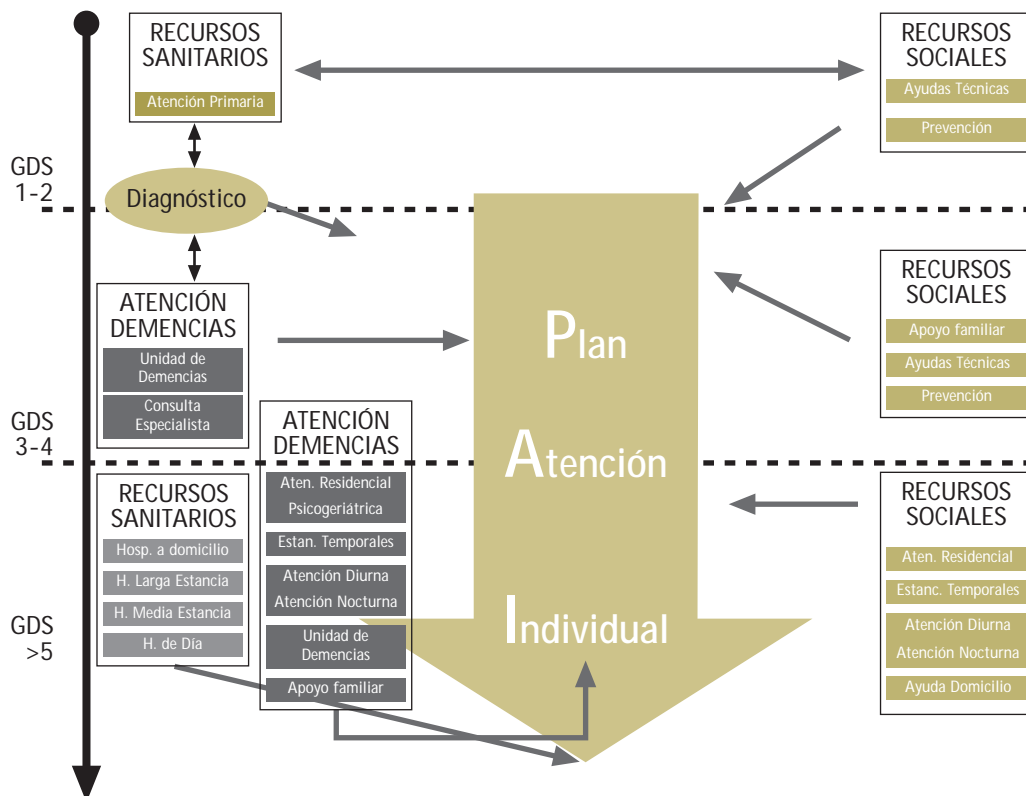 RECURSOS
SANITARIOS
Atención Primaria
RECURSOS
SOCIALES
Ayudas Técnicas
Prevención
GDS
1-2
Diagnóstico
ATENCIÓN
DEMENCIAS
Unidad de
Demencias
Consulta
Especialista
Plan
Atención
Individual
RECURSOS
SOCIALES
Apoyo familiar
Ayudas Técnicas
Prevención
GDS
3-4
ATENCIÓN
DEMENCIAS
Aten. Residencial
Psicogeriátrica
Estan. Temporales
Atención Diurna
Atención Nocturna
Unidad de
Demencias
Apoyo familiar
RECURSOS
SANITARIOS
Hosp. a domicilio
H. Larga Estancia
H. Media Estancia
H. de Día
RECURSOS
SOCIALES
Aten. Residencial
Estanc. Temporales
Atención Diurna
Atención Nocturna
Ayuda Domicilio
GDS
>5